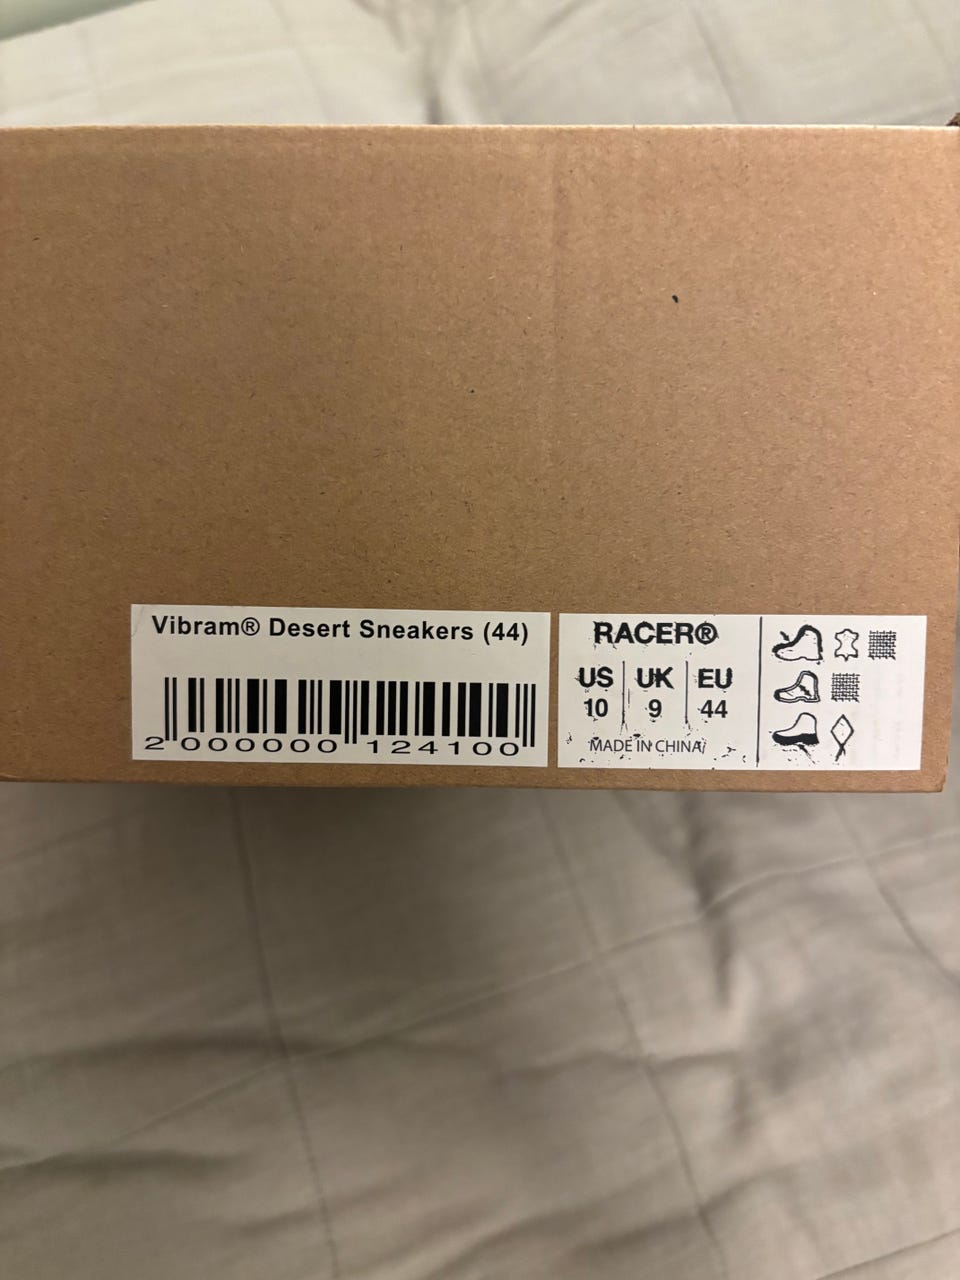 Vibram® Desert Sneakers (44)
2 000000 124100
RACER®
US UK EU
10 9 44
MADE IN CHINA